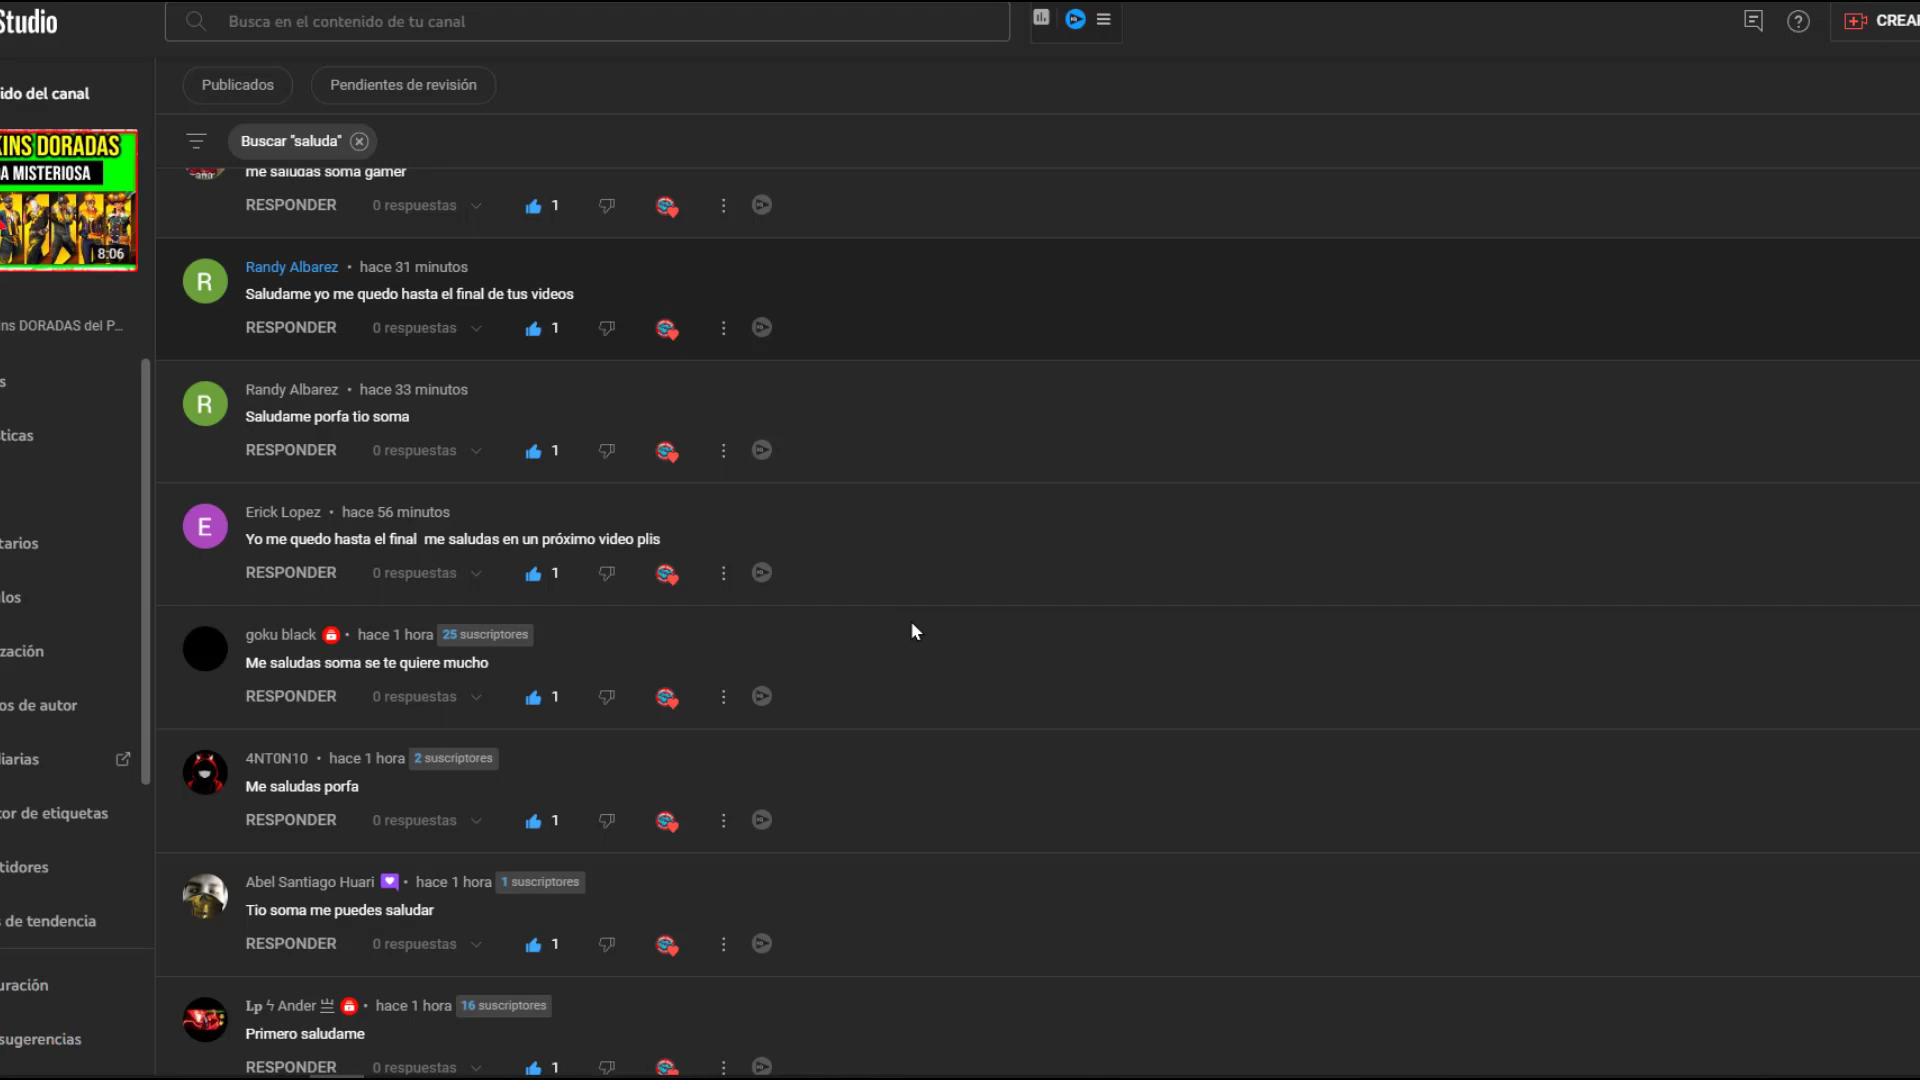 Studio
Busca en el contenido de tu canal
CREAR
ido del canal
Publicados
Pendientes de revisión
KINS DORADAS
A MISTERIOSA
8:06
Buscar "saluda"
me saludas soma gamer
RESPONDER 0 respuestas 1
Randy Albarez • hace 31 minutos
Saludame yo me quedo hasta el final de tus videos
RESPONDER 0 respuestas 1
ins DORADAS del P...
Randy Albarez • hace 33 minutos
Saludame porfa tio soma
RESPONDER 0 respuestas 1
s
ticas
Erick Lopez • hace 56 minutos
Yo me quedo hasta el final me saludas en un próximo video plis
RESPONDER 0 respuestas 1
tarios
los
goku black • hace 1 hora 25 suscriptores
Me saludas soma se te quiere mucho
RESPONDER 0 respuestas 1
zación
os de autor
4NT0N10 • hace 1 hora 2 suscriptores
Me saludas porfa
RESPONDER 0 respuestas 1
iarias
tor de etiquetas
Abel Santiago Huari • hace 1 hora 1 suscriptores
Tio soma me puedes saludar
RESPONDER 0 respuestas 1
tidores
s de tendencia
Lp ϟ Ander 亗 • hace 1 hora 16 suscriptores
Primero saludame
RESPONDER 0 respuestas 1
uración
sugerencias